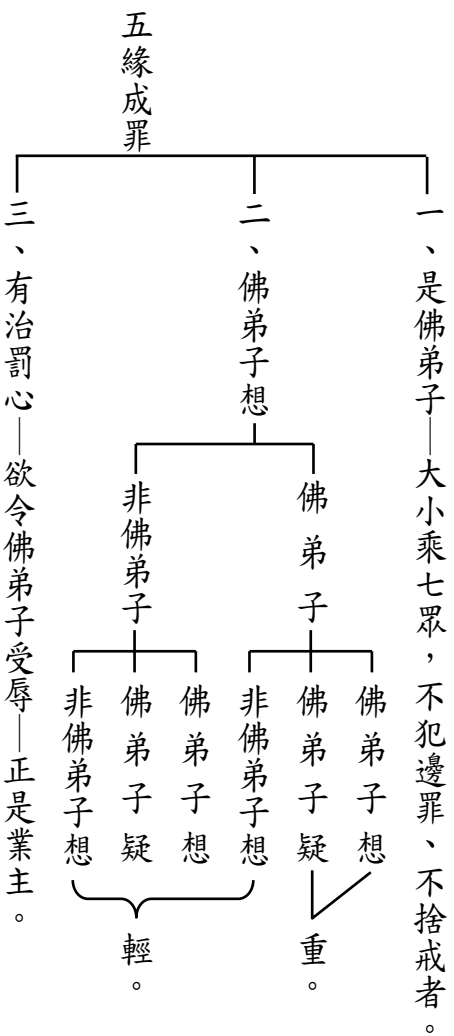 五緣成罪
一、是佛弟子—大小乘七眾，不犯邊罪、不捨戒者。
二、佛弟子想
佛弟子
佛弟子想
佛弟子疑
重。
非佛弟子想
非佛弟子
佛弟子想
佛弟子疑
非佛弟子想
輕。
三、有治罰心—欲令佛弟子受辱—正是業主。